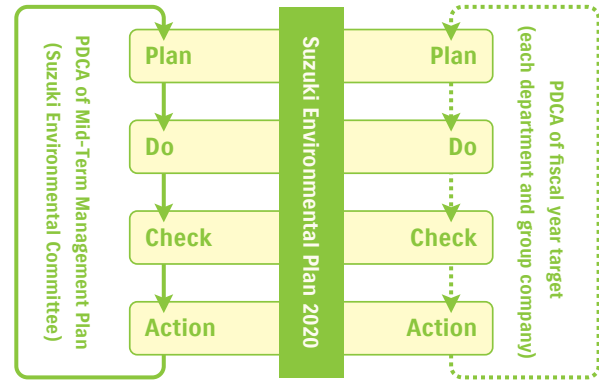 PDCA of Mid-Term Management Plan
(Suzuki Environmental Committee)
Plan
Do
Check
Action
Suzuki Environmental Plan 2020
Plan
Do
Check
Action
PDCA of fiscal year target
(each department and group company)